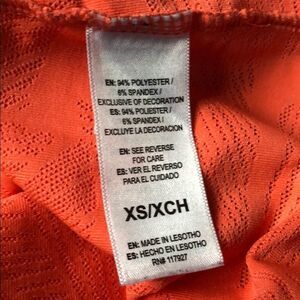 EN: 94% POLYESTER /
6% SPANDEX /
EXCLUSIVE OF DECORATION
ES: 94% POLIESTER /
6% SPANDEX /
EXCLUYE LA DECORACION
EN: SEE REVERSE
FOR CARE
ES: VER EL REVERSO
PARA EL CUIDADO
XS/XCH
EN: MADE IN LESOTHO
ES: HECHO EN LESOTHO
RN# 117927